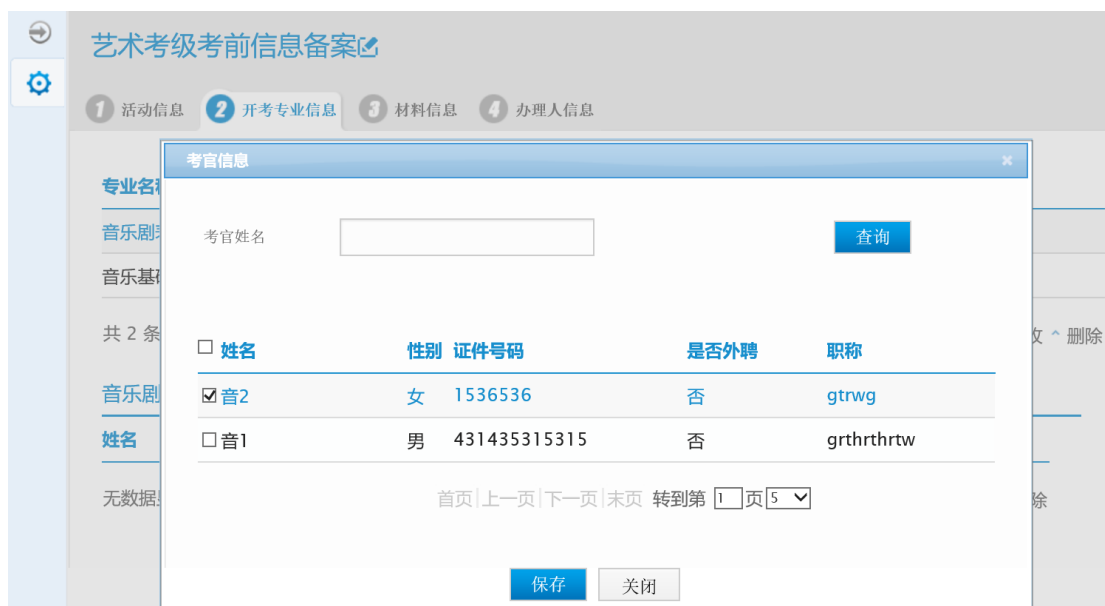 艺术考级考前信息备案
1 活动信息 2 开考专业信息 3 材料信息 4 办理人信息
考官信息
专业名
音乐剧
考官姓名 查询
音乐基
共 2 条
删除
姓名 性别 证件号码 是否外聘 职称
音乐剧
音2 女 1536536 否 gtrwg
姓名
音1 男 431435315315 否 grthrthrtw
无数据
首页|上一页|下一页|末页 转到第 1 页 5
除
保存 关闭